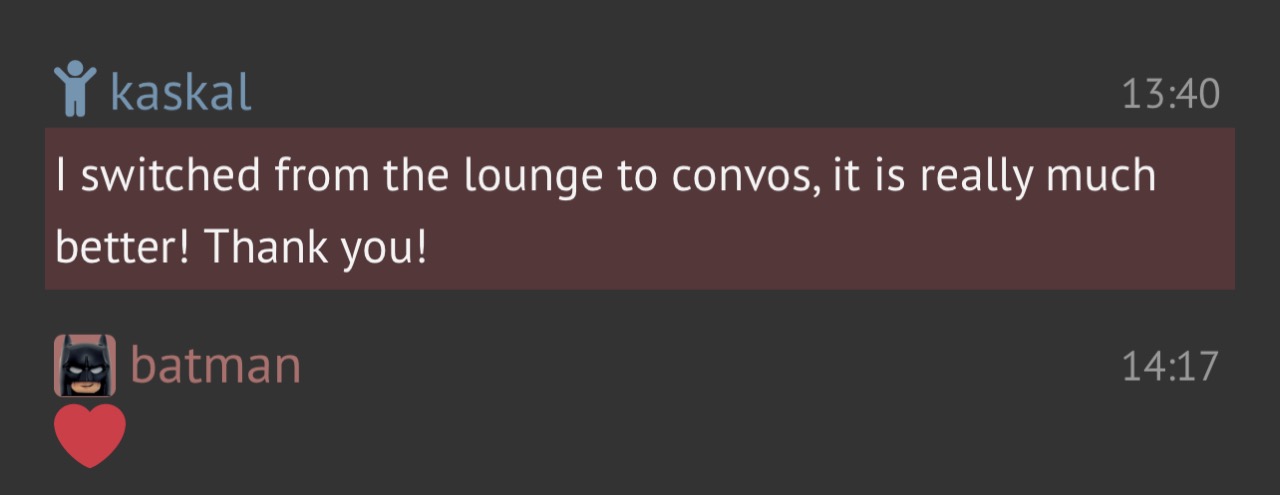 kaskal 13:40
I switched from the lounge to convos, it is really much
better! Thank you!
batman 14:17